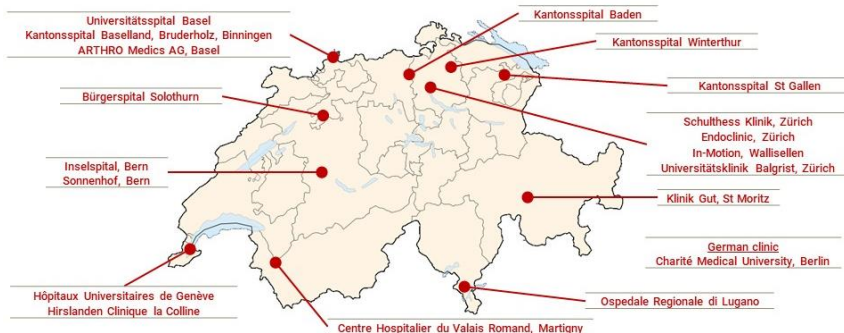 Universitätsspital Basel
Kantonsspital Baselland, Bruderholz, Binningen
ARTHRO Medics AG, Basel
Kantonsspital Baden
Kantonsspital Winterthur
Kantonsspital St Gallen
Bürgerspital Solothurn
Schulthess Klinik, Zürich
Endoclinic, Zürich
In-Motion, Wallisellen
Universitätsklinik Balgrist, Zürich
Inselspital, Bern
Sonnenhof, Bern
Klinik Gut, St Moritz
German clinic
Charité Medical University, Berlin
Hôpitaux Universitaires de Genève
Hirslanden Clinique la Colline
Ospedale Regionale di Lugano
Centre Hospitalier du Valais Romand, Martigny